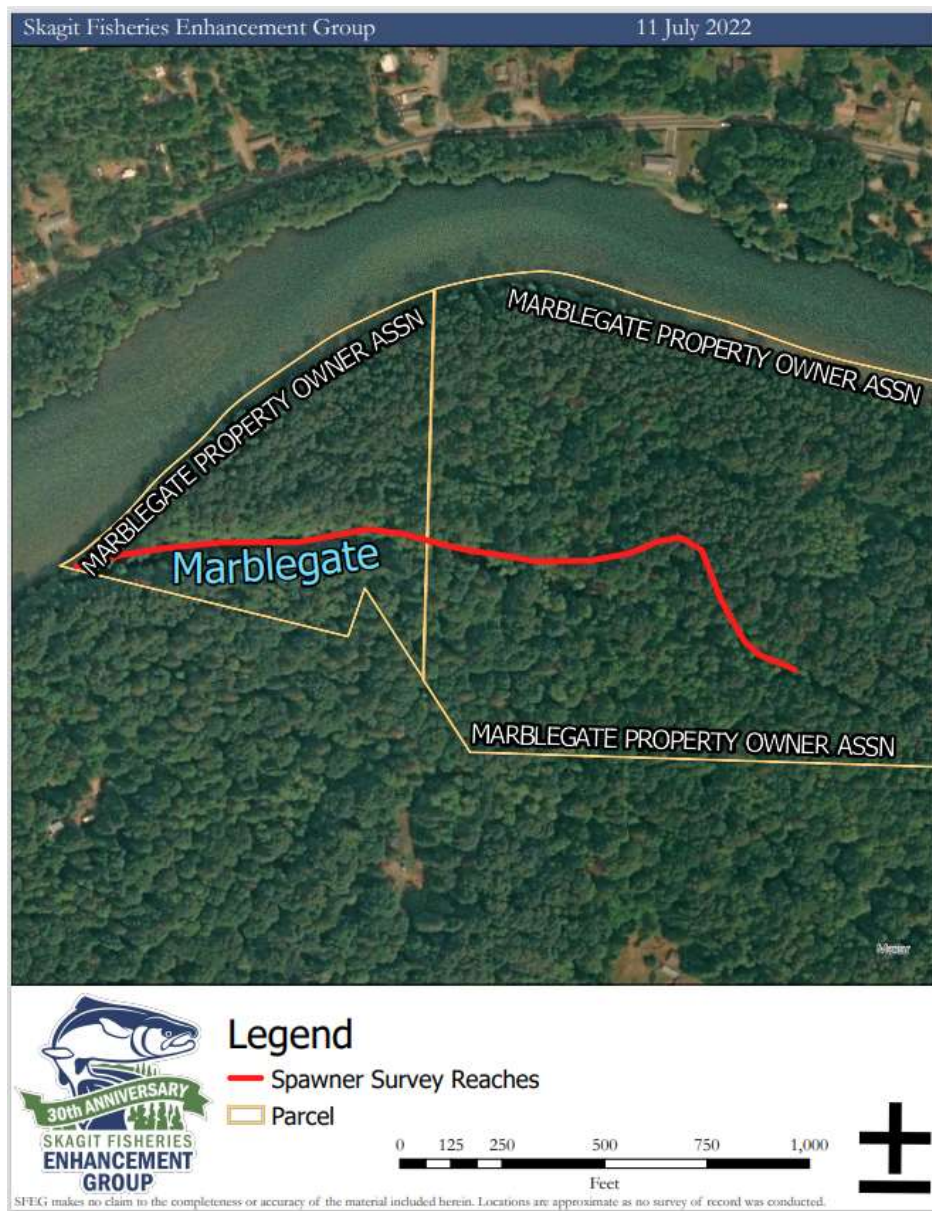 Skagit Fisheries Enhancement Group 11 July 2022
MARBLEGATE PROPERTY OWNER ASSN
MARBLEGATE PROPERTY OWNER ASSN
Marblegate
MARBLEGATE PROPERTY OWNER ASSN
Maxar
Legend
Spawner Survey Reaches
Parcel
30th ANNIVERSARY
SKAGIT FISHERIES
ENHANCEMENT
GROUP
0 125 250 500 750 1,000
Feet
SFEG makes no claim to the completeness or accuracy of the material included herein. Locations are approximate as no survey of record was conducted.